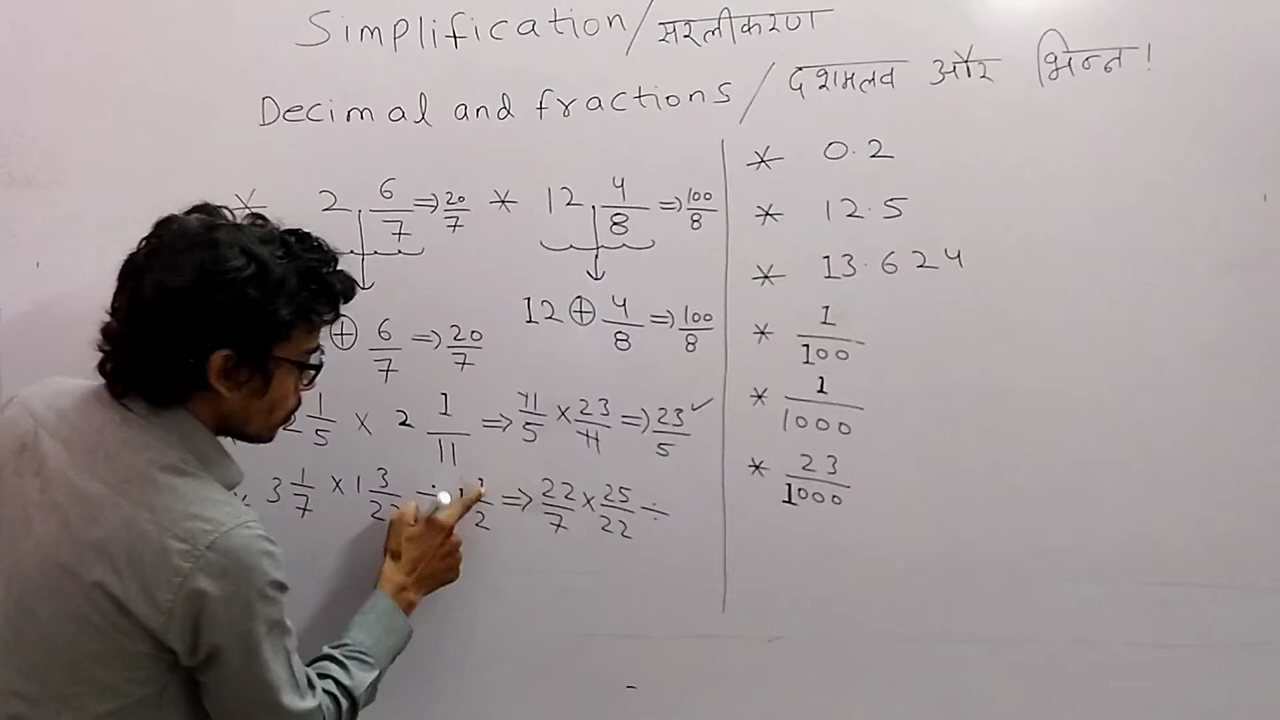 Simplification/सरलीकरण
Decimal and fractions/दशमलव और भिन्न!
* 2 6/7 ⇒ 20/7 * 12 4/8 ⇒ 100/8
⊕ 6/7 ⇒ 20/7 12 ⊕ 4/8 ⇒ 100/8
2 1/5 × 2 1/11 ⇒ 11/5 × 23/11 ⇒ 23/5 ✓
* 3 1/7 × 1 3/22 ÷ 2 ⇒ 22/7 × 25/22 ÷
* 0.2
* 12.5
* 13.624
* 1/100
* 1/1000
* 23/1000